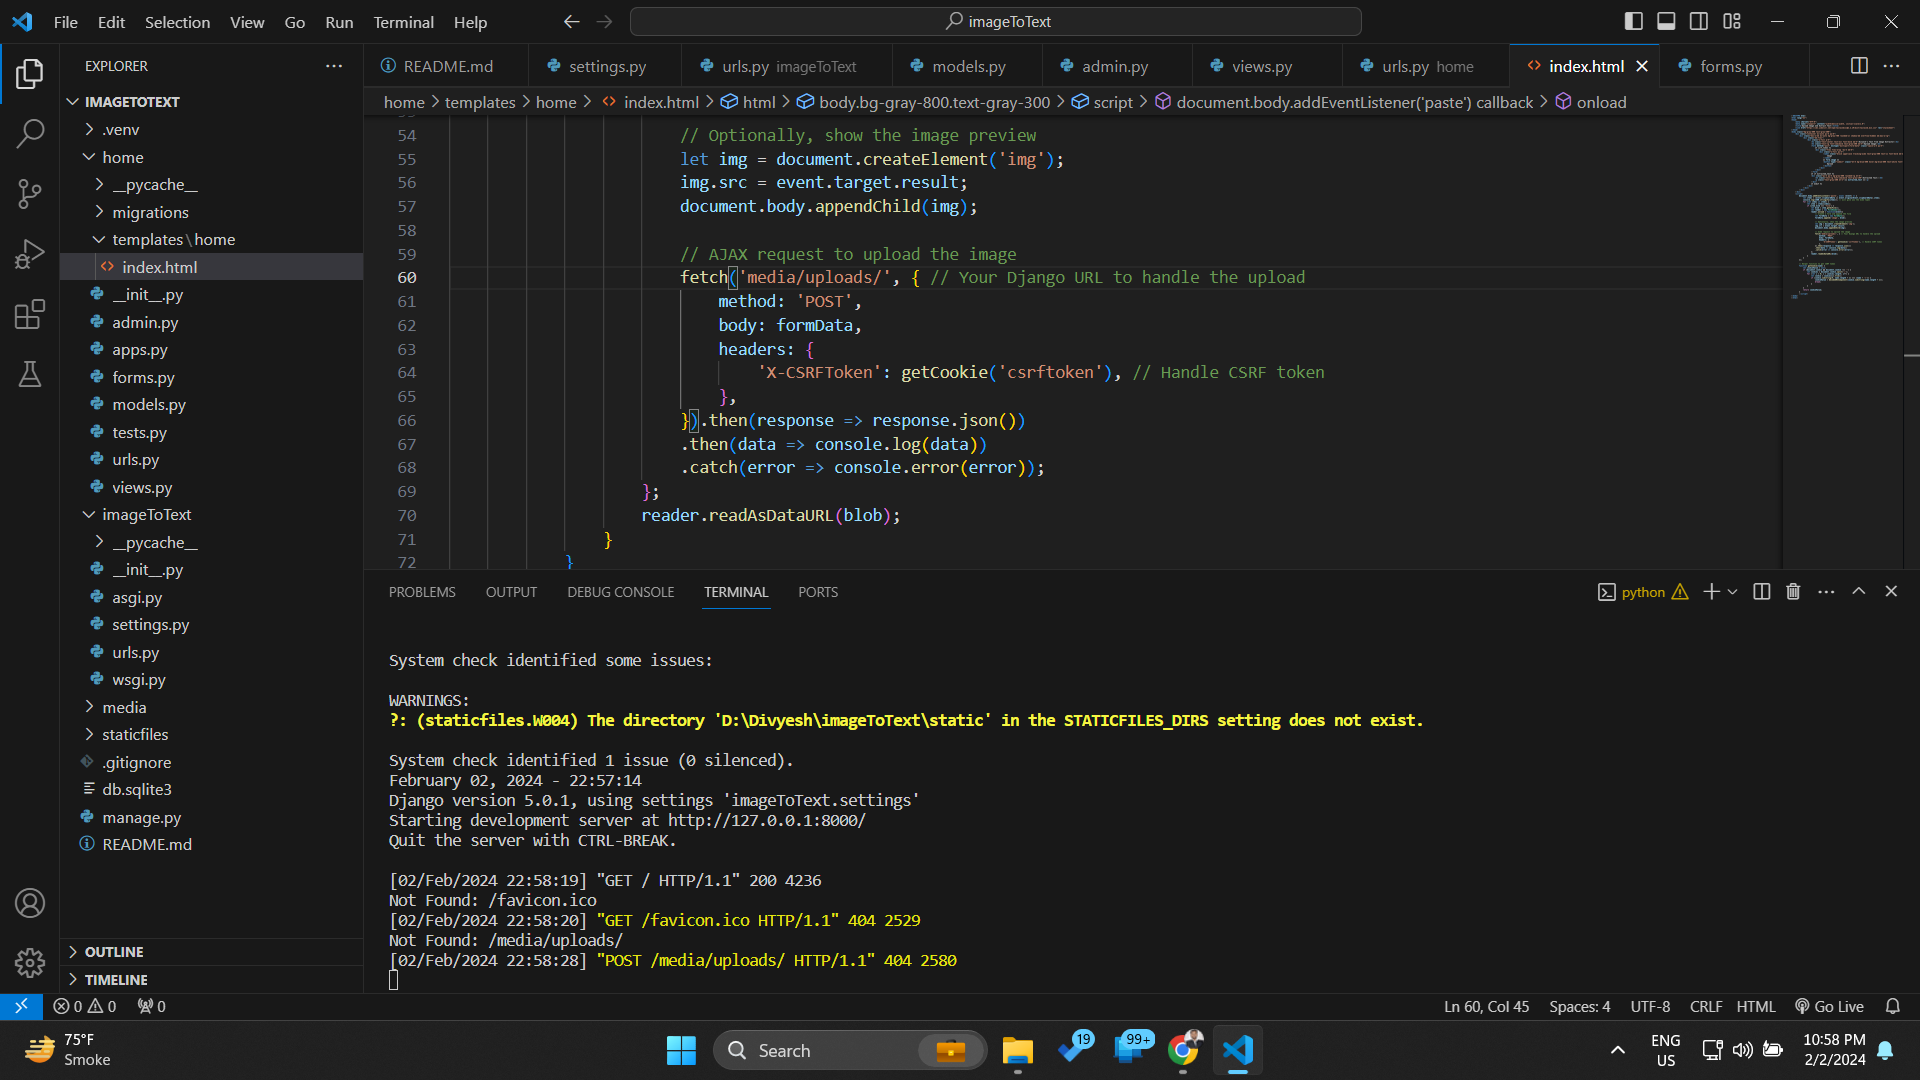 File Edit Selection View Go Run Terminal Help
imageToText
EXPLORER
README.md settings.py urls.py imageToText models.py admin.py views.py urls.py home index.html forms.py
home > templates > home > index.html > html > body.bg-gray-800.text-gray-300 > script > document.body.addEventListener('paste') callback > onload
IMAGETOTEXT
.venv
home
__pycache__
migrations
templates\home
index.html
__init__.py
admin.py
apps.py
forms.py
models.py
tests.py
urls.py
views.py
imageToText
__pycache__
__init__.py
asgi.py
settings.py
urls.py
wsgi.py
media
staticfiles
.gitignore
db.sqlite3
manage.py
README.md
OUTLINE
TIMELINE
54 // Optionally, show the image preview
55 let img = document.createElement('img');
56 img.src = event.target.result;
57 document.body.appendChild(img);
58
59 // AJAX request to upload the image
60 fetch('media/uploads/', { // Your Django URL to handle the upload
61 method: 'POST',
62 body: formData,
63 headers: {
64 'X-CSRFToken': getCookie('csrftoken'), // Handle CSRF token
65 },
66 }).then(response => response.json())
67 .then(data => console.log(data))
68 .catch(error => console.error(error));
69 };
70 reader.readAsDataURL(blob);
71 }
72 }
PROBLEMS OUTPUT DEBUG CONSOLE TERMINAL PORTS
python
System check identified some issues:
WARNINGS:
?: (staticfiles.W004) The directory 'D:\Divyesh\imageToText\static' in the STATICFILES_DIRS setting does not exist.
System check identified 1 issue (0 silenced).
February 02, 2024 - 22:57:14
Django version 5.0.1, using settings 'imageToText.settings'
Starting development server at http://127.0.0.1:8000/
Quit the server with CTRL-BREAK.
[02/Feb/2024 22:58:19] "GET / HTTP/1.1" 200 4236
Not Found: /favicon.ico
[02/Feb/2024 22:58:20] "GET /favicon.ico HTTP/1.1" 404 2529
Not Found: /media/uploads/
[02/Feb/2024 22:58:28] "POST /media/uploads/ HTTP/1.1" 404 2580
0 0 0
Ln 60, Col 45 Spaces: 4 UTF-8 CRLF HTML Go Live
75°F
Smoke
Search
19
99+
ENG
US
10:58 PM
2/2/2024